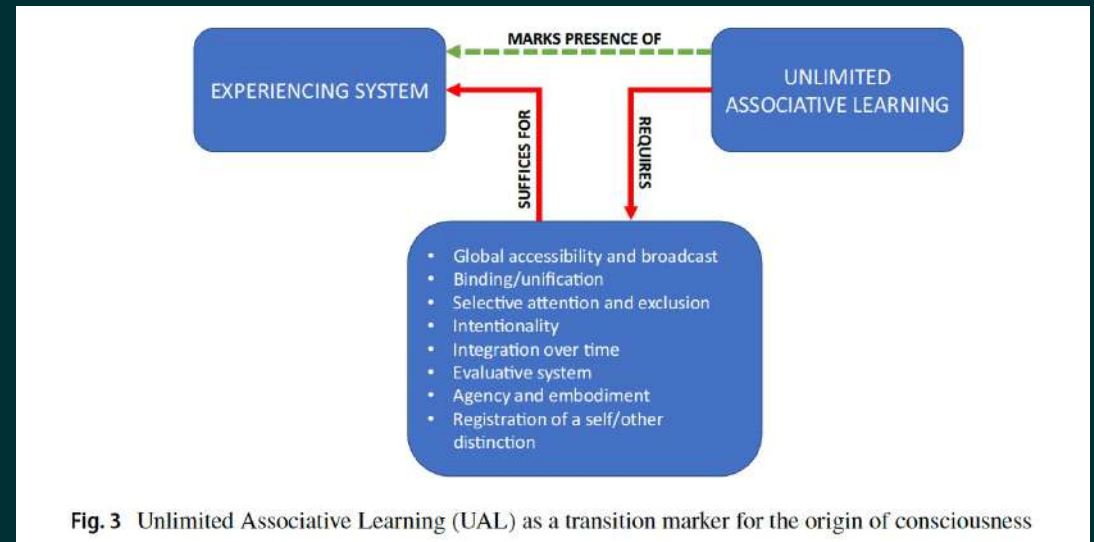 MARKS PRESENCE OF
EXPERIENCING SYSTEM
UNLIMITED
ASSOCIATIVE LEARNING
SUFFICES FOR
REQUIRES
• Global accessibility and broadcast
• Binding/unification
• Selective attention and exclusion
• Intentionality
• Integration over time
• Evaluative system
• Agency and embodiment
• Registration of a self/other
distinction
Fig. 3 Unlimited Associative Learning (UAL) as a transition marker for the origin of consciousness